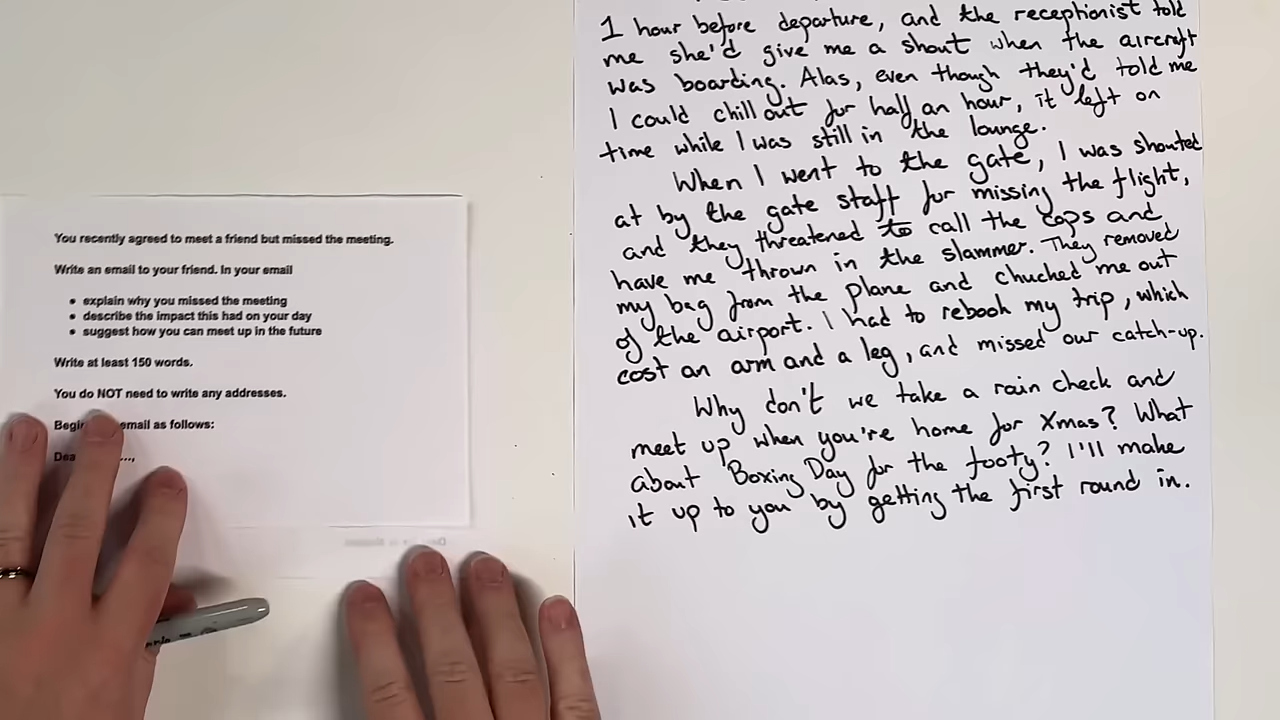 You recently agreed to meet a friend but missed the meeting.
Write an email to your friend. In your email
• explain why you missed the meeting
• describe the impact this had on your day
• suggest how you can meet up in the future
Write at least 150 words.
You do NOT need to write any addresses.
email as follows:
1 hour before departure, and the receptionist told
me she'd give me a shout when the aircraft
was boarding. Alas, even though they'd told me
I could chill out for half an hour, it left on
time while I was still in the lounge.
When I went to the gate, I was shouted
at by the gate staff for missing the flight,
and they threatened to call the cops and
have me thrown in the slammer. They removed
my bag from the plane and chucked me out
of the airport. I had to rebook my trip, which
cost an arm and a leg, and missed our catch-up.
Why don't we take a rain check and
meet up when you're home for Xmas? What
about Boxing Day for the footy? I'll make
it up to you by getting the first round in.